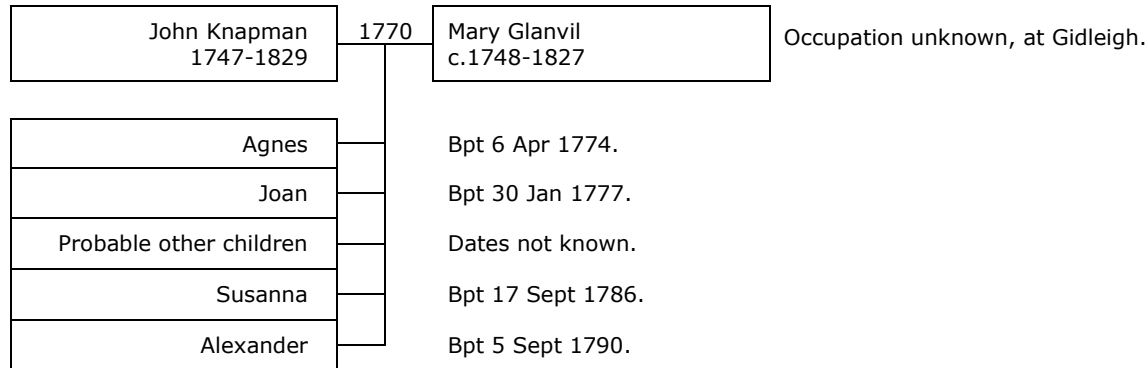 John Knapman 1770 Mary Glanvil Occupation unknown, at Gidleigh.
1747-1829 c.1748-1827
Agnes Bpt 6 Apr 1774.
Joan Bpt 30 Jan 1777.
Probable other children Dates not known.
Susanna Bpt 17 Sept 1786.
Alexander Bpt 5 Sept 1790.